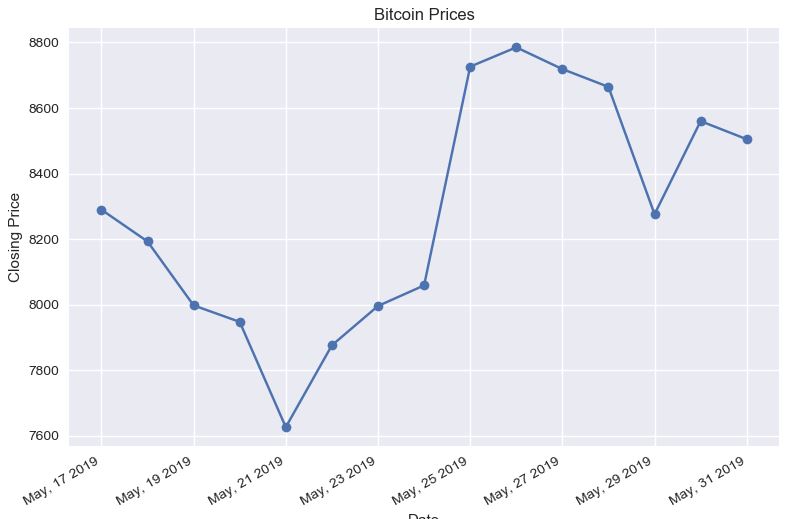 Bitcoin Prices
Closing Price
8800
8600
8400
8200
8000
7800
7600
May, 17 2019
May, 19 2019
May, 21 2019
May, 23 2019
May, 25 2019
May, 27 2019
May, 29 2019
May, 31 2019
Date